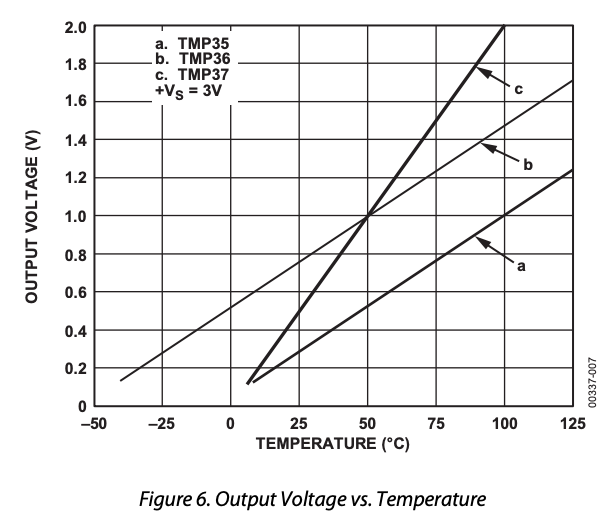 2.0
a. TMP35
b. TMP36
c. TMP37
+VS = 3V
1.8
c
1.6
1.4
b
1.2
OUTPUT VOLTAGE (V)
1.0
0.8
a
0.6
0.4
0.2
0
–50 –25 0 25 50 75 100 125
TEMPERATURE (°C)
00337-007
Figure 6. Output Voltage vs. Temperature